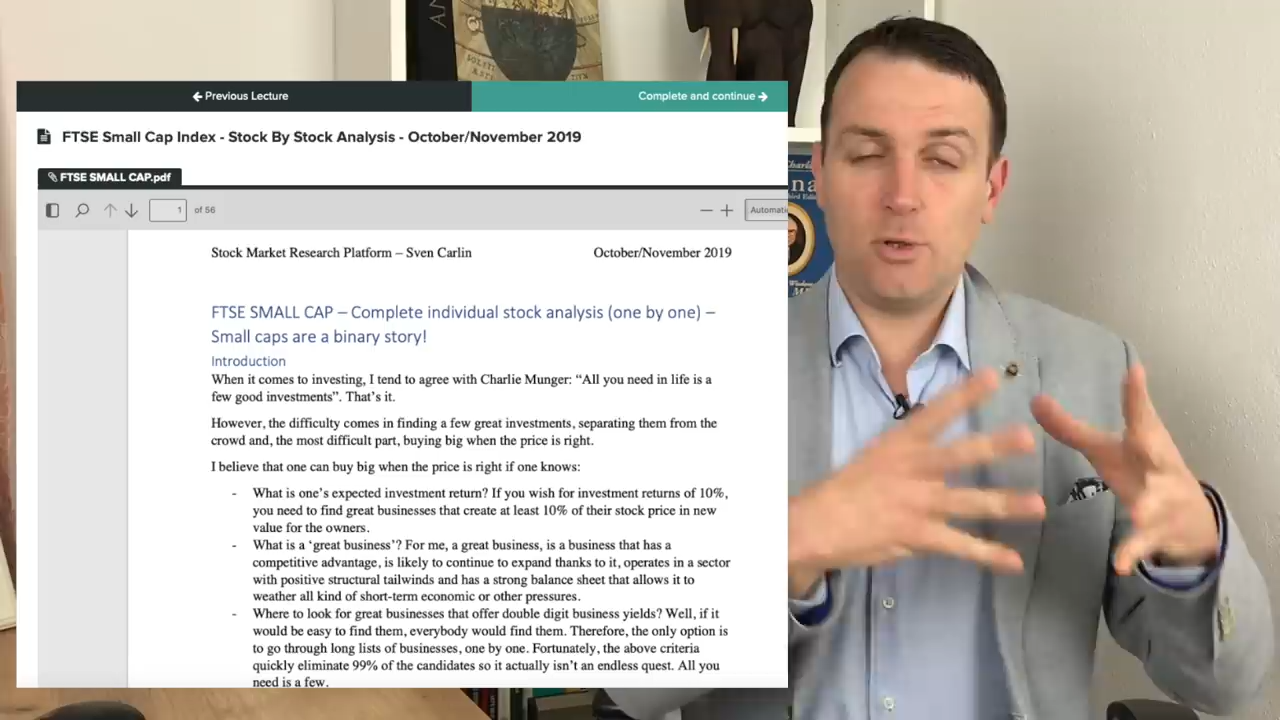 ← Previous Lecture
Complete and continue →
FTSE Small Cap Index - Stock By Stock Analysis - October/November 2019
FTSE SMALL CAP.pdf
1 of 56
Stock Market Research Platform – Sven Carlin October/November 2019
FTSE SMALL CAP – Complete individual stock analysis (one by one) –
Small caps are a binary story!
Introduction
When it comes to investing, I tend to agree with Charlie Munger: “All you need in life is a
few good investments”. That’s it.
However, the difficulty comes in finding a few great investments, separating them from the
crowd and, the most difficult part, buying big when the price is right.
I believe that one can buy big when the price is right if one knows:
- What is one’s expected investment return? If you wish for investment returns of 10%,
you need to find great businesses that create at least 10% of their stock price in new
value for the owners.
- What is a ‘great business’? For me, a great business, is a business that has a
competitive advantage, is likely to continue to expand thanks to it, operates in a sector
with positive structural tailwinds and has a strong balance sheet that allows it to
weather all kind of short-term economic or other pressures.
- Where to look for great businesses that offer double digit business yields? Well, if it
would be easy to find them, everybody would find them. Therefore, the only option is
to go through long lists of businesses, one by one. Fortunately, the above criteria
quickly eliminate 99% of the candidates so it actually isn’t an endless quest. All you
need is a few.